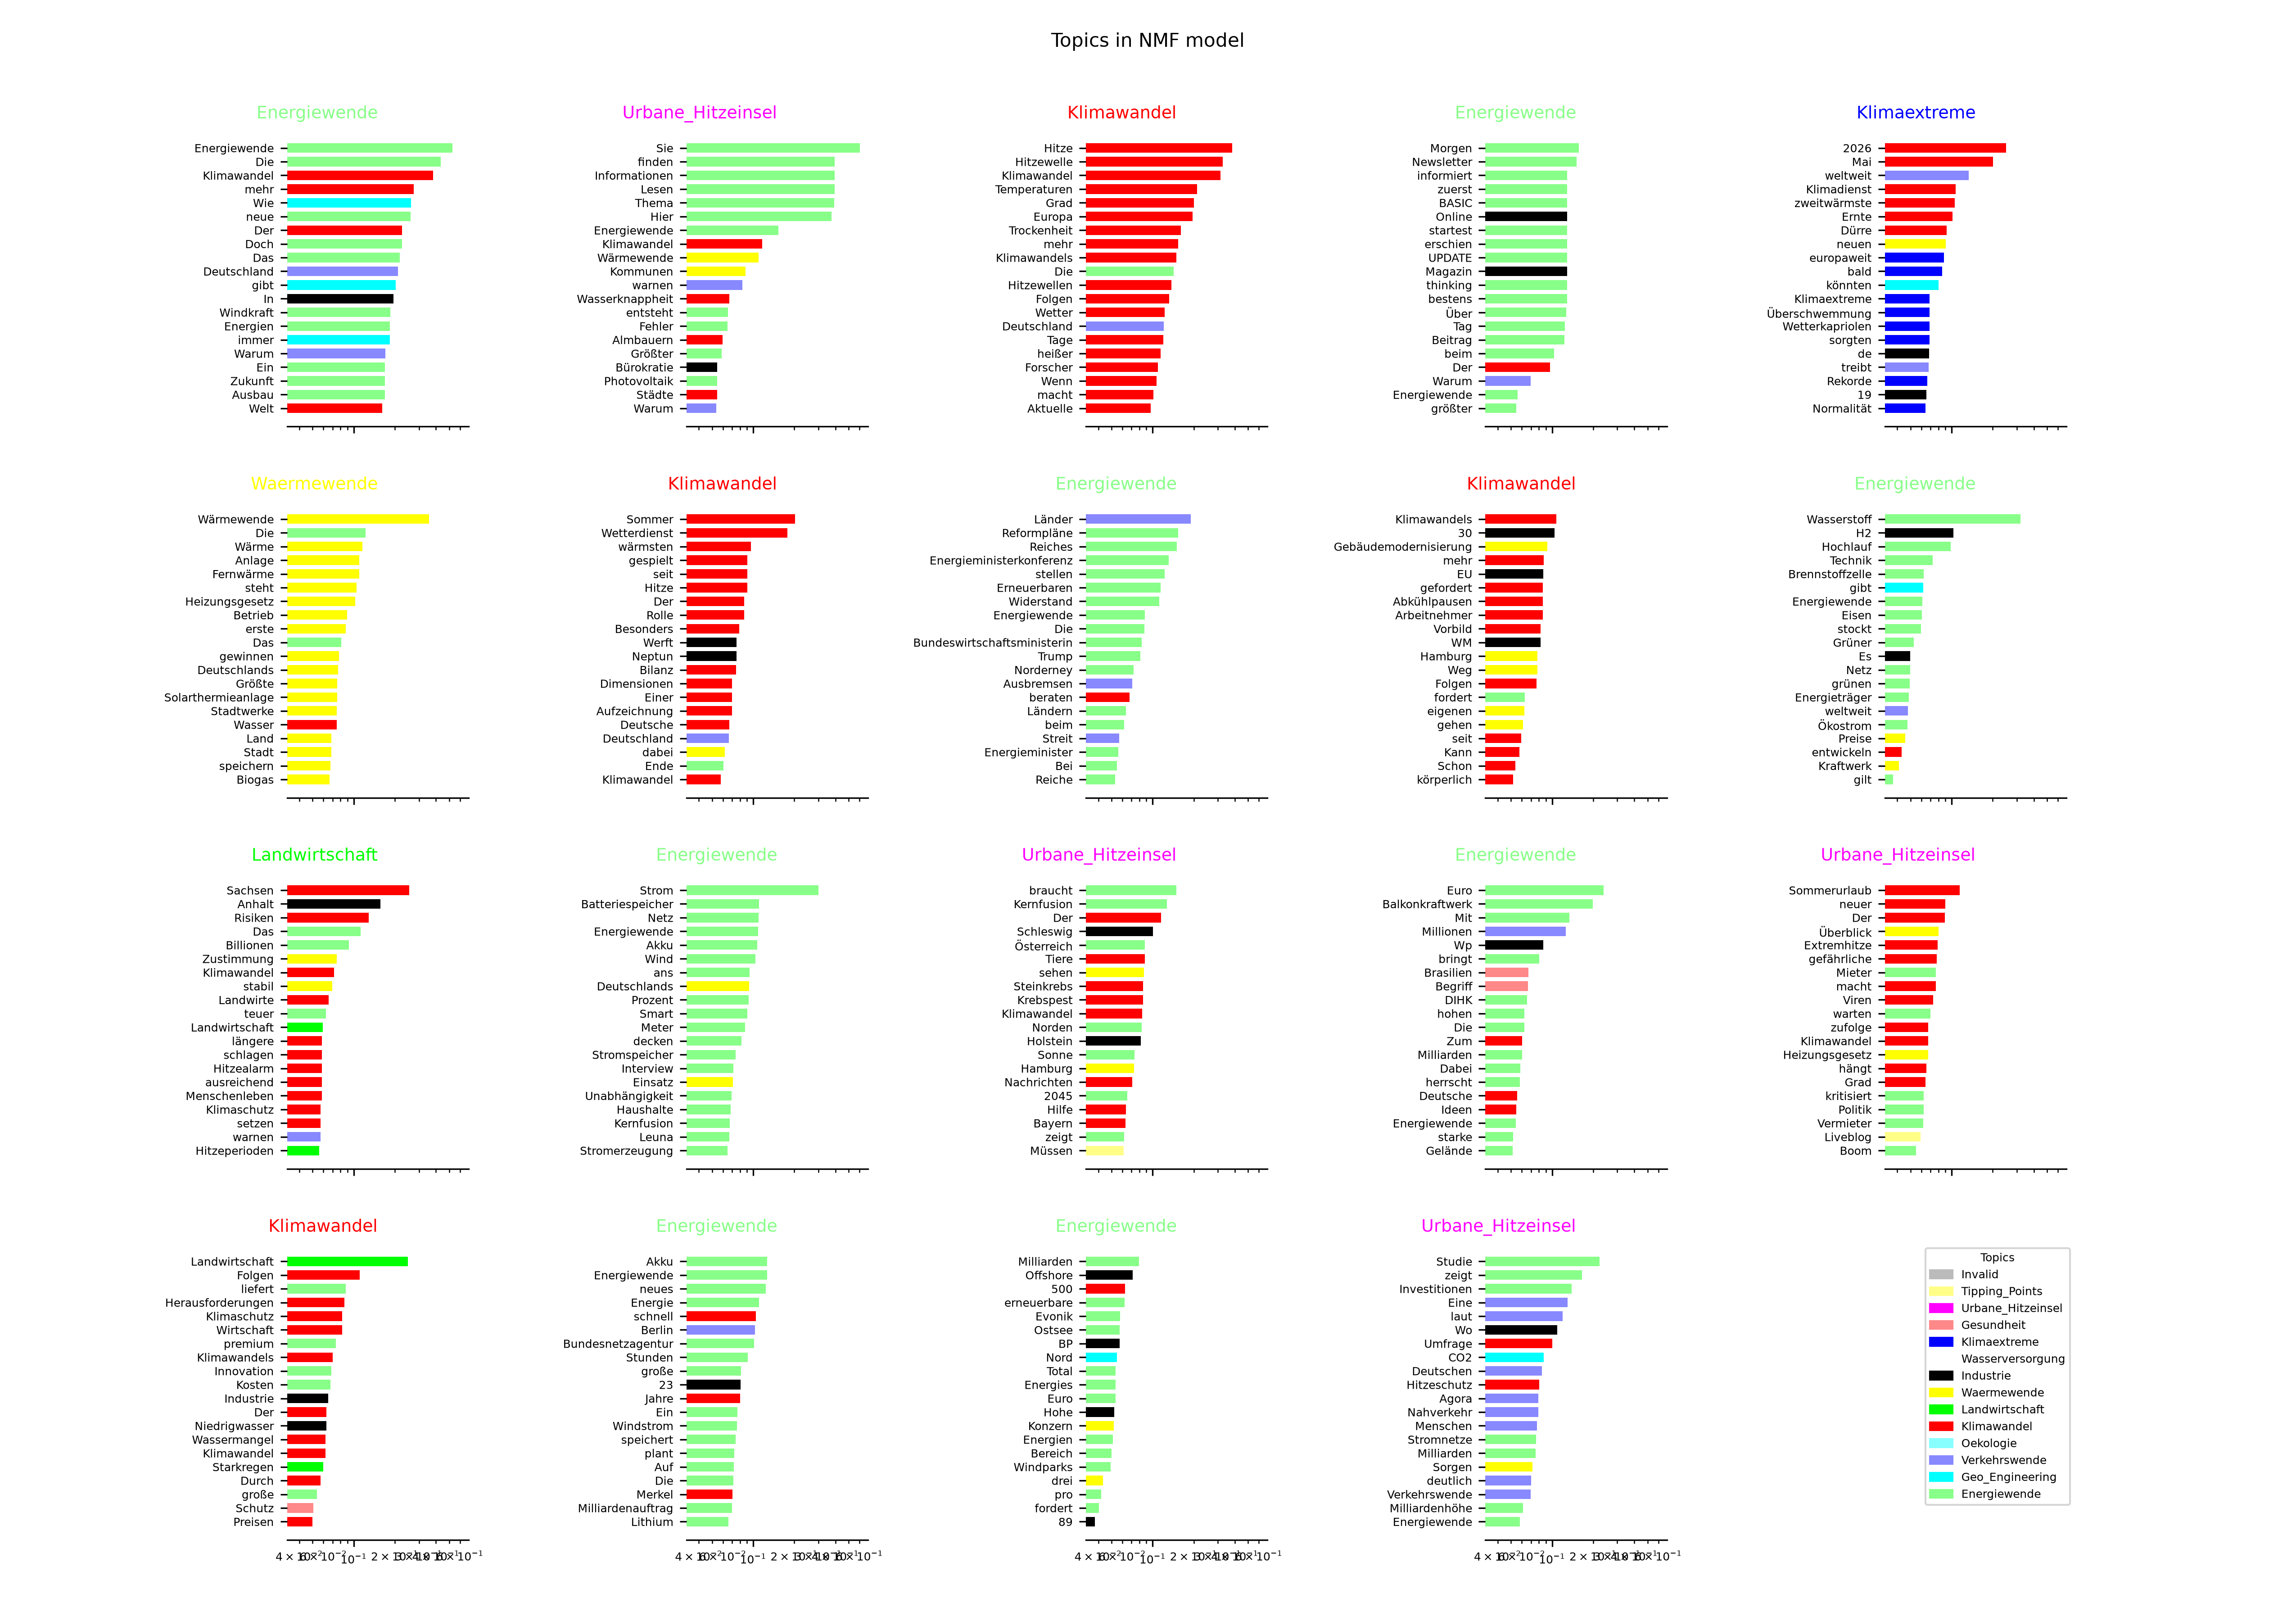 Topics in NMF model
Energiewende
Energiewende
Die
Klimawandel
mehr
Wie
neue
Der
Doch
Das
Deutschland
gibt
In
Windkraft
Energien
immer
Warum
Ein
Zukunft
Ausbau
Welt
Urbane_Hitzeinsel
Sie
finden
Informationen
Lesen
Thema
Hier
Energiewende
Klimawandel
Wärmewende
Kommunen
warnen
Wasserknappheit
entsteht
Fehler
Almbauern
Größter
Bürokratie
Photovoltaik
Städte
Warum
Klimawandel
Hitze
Hitzewelle
Klimawandel
Temperaturen
Grad
Europa
Trockenheit
mehr
Klimawandels
Die
Hitzewellen
Folgen
Wetter
Deutschland
Tage
heißer
Forscher
Wenn
macht
Aktuelle
Energiewende
Morgen
Newsletter
informiert
zuerst
BASIC
Online
startest
erschien
UPDATE
Magazin
thinking
bestens
Über
Tag
Beitrag
beim
Der
Warum
Energiewende
größter
Klimaextreme
2026
Mai
weltweit
Klimadienst
zweitwärmste
Ernte
Dürre
neuen
europaweit
bald
könnten
Klimaextreme
Überschwemmung
Wetterkapriolen
sorgten
de
treibt
Rekorde
19
Normalität
Waermewende
Wärmewende
Die
Wärme
Anlage
Fernwärme
steht
Heizungsgesetz
Betrieb
erste
Das
gewinnen
Deutschlands
Größte
Solarthermieanlage
Stadtwerke
Wasser
Land
Stadt
speichern
Biogas
Klimawandel
Sommer
Wetterdienst
wärmsten
gespielt
seit
Hitze
Der
Rolle
Besonders
Werft
Neptun
Bilanz
Dimensionen
Einer
Aufzeichnung
Deutsche
Deutschland
dabei
Ende
Klimawandel
Energiewende
Länder
Reformpläne
Reiches
Energieministerkonferenz
stellen
Erneuerbaren
Widerstand
Energiewende
Die
Bundeswirtschaftsministerin
Trump
Norderney
Ausbremsen
beraten
Ländern
beim
Streit
Energieminister
Bei
Reiche
Klimawandel
Klimawandels
30
Gebäudemodernisierung
mehr
EU
gefordert
Abkühlpausen
Arbeitnehmer
Vorbild
WM
Hamburg
Weg
Folgen
fordert
eigenen
gehen
seit
Kann
Schon
körperlich
Energiewende
Wasserstoff
H2
Hochlauf
Technik
Brennstoffzelle
gibt
Energiewende
Eisen
stockt
Grüner
Es
Netz
grünen
Energieträger
weltweit
Ökostrom
Preise
entwickeln
Kraftwerk
gilt
Landwirtschaft
Sachsen
Anhalt
Risiken
Das
Billionen
Zustimmung
Klimawandel
stabil
Landwirte
teuer
Landwirtschaft
längere
schlagen
Hitzealarm
ausreichend
Menschenleben
Klimaschutz
setzen
warnen
Hitzeperioden
Energiewende
Strom
Batteriespeicher
Netz
Energiewende
Akku
Wind
ans
Deutschlands
Prozent
Smart
Meter
decken
Stromspeicher
Interview
Einsatz
Unabhängigkeit
Haushalte
Kernfusion
Leuna
Stromerzeugung
Urbane_Hitzeinsel
braucht
Kernfusion
Der
Schleswig
Österreich
Tiere
sehen
Steinkrebs
Krebspest
Klimawandel
Norden
Holstein
Sonne
Hamburg
Nachrichten
2045
Hilfe
Bayern
zeigt
Müssen
Energiewende
Euro
Balkonkraftwerk
Mit
Millionen
Wp
bringt
Brasilien
Begriff
DIHK
hohen
Die
Zum
Milliarden
Dabei
herrscht
Deutsche
Ideen
Energiewende
starke
Gelände
Urbane_Hitzeinsel
Sommerurlaub
neuer
Der
Überblick
Extremhitze
gefährliche
Mieter
macht
Viren
warten
zufolge
Klimawandel
Heizungsgesetz
hängt
Grad
kritisiert
Politik
Vermieter
Liveblog
Boom
Klimawandel
Landwirtschaft
Folgen
liefert
Herausforderungen
Klimaschutz
Wirtschaft
premium
Klimawandels
Innovation
Kosten
Industrie
Der
Niedrigwasser
Wassermangel
Klimawandel
Starkregen
Durch
große
Schutz
Preisen
Energiewende
Akku
Energiewende
neues
Energie
schnell
Berlin
Bundesnetzagentur
Stunden
große
23
Jahre
Ein
Windstrom
speichert
plant
Auf
Die
Merkel
Milliardenauftrag
Lithium
Energiewende
Milliarden
Offshore
500
erneuerbare
Evonik
Ostsee
BP
Nord
Total
Energies
Euro
Hohe
Konzern
Energien
Bereich
Windparks
drei
pro
fordert
89
Urbane_Hitzeinsel
Studie
zeigt
Investitionen
Eine
laut
Wo
Umfrage
CO2
Deutschen
Hitzeschutz
Agora
Nahverkehr
Menschen
Stromnetze
Milliarden
Sorgen
deutlich
Verkehrswende
Milliardenhöhe
Energiewende
Topics
Invalid
Tipping_Points
Urbane_Hitzeinsel
Gesundheit
Klimaextreme
Wasserversorgung
Industrie
Waermewende
Landwirtschaft
Klimawandel
Oekologie
Verkehrswende
Geo_Engineering
Energiewende